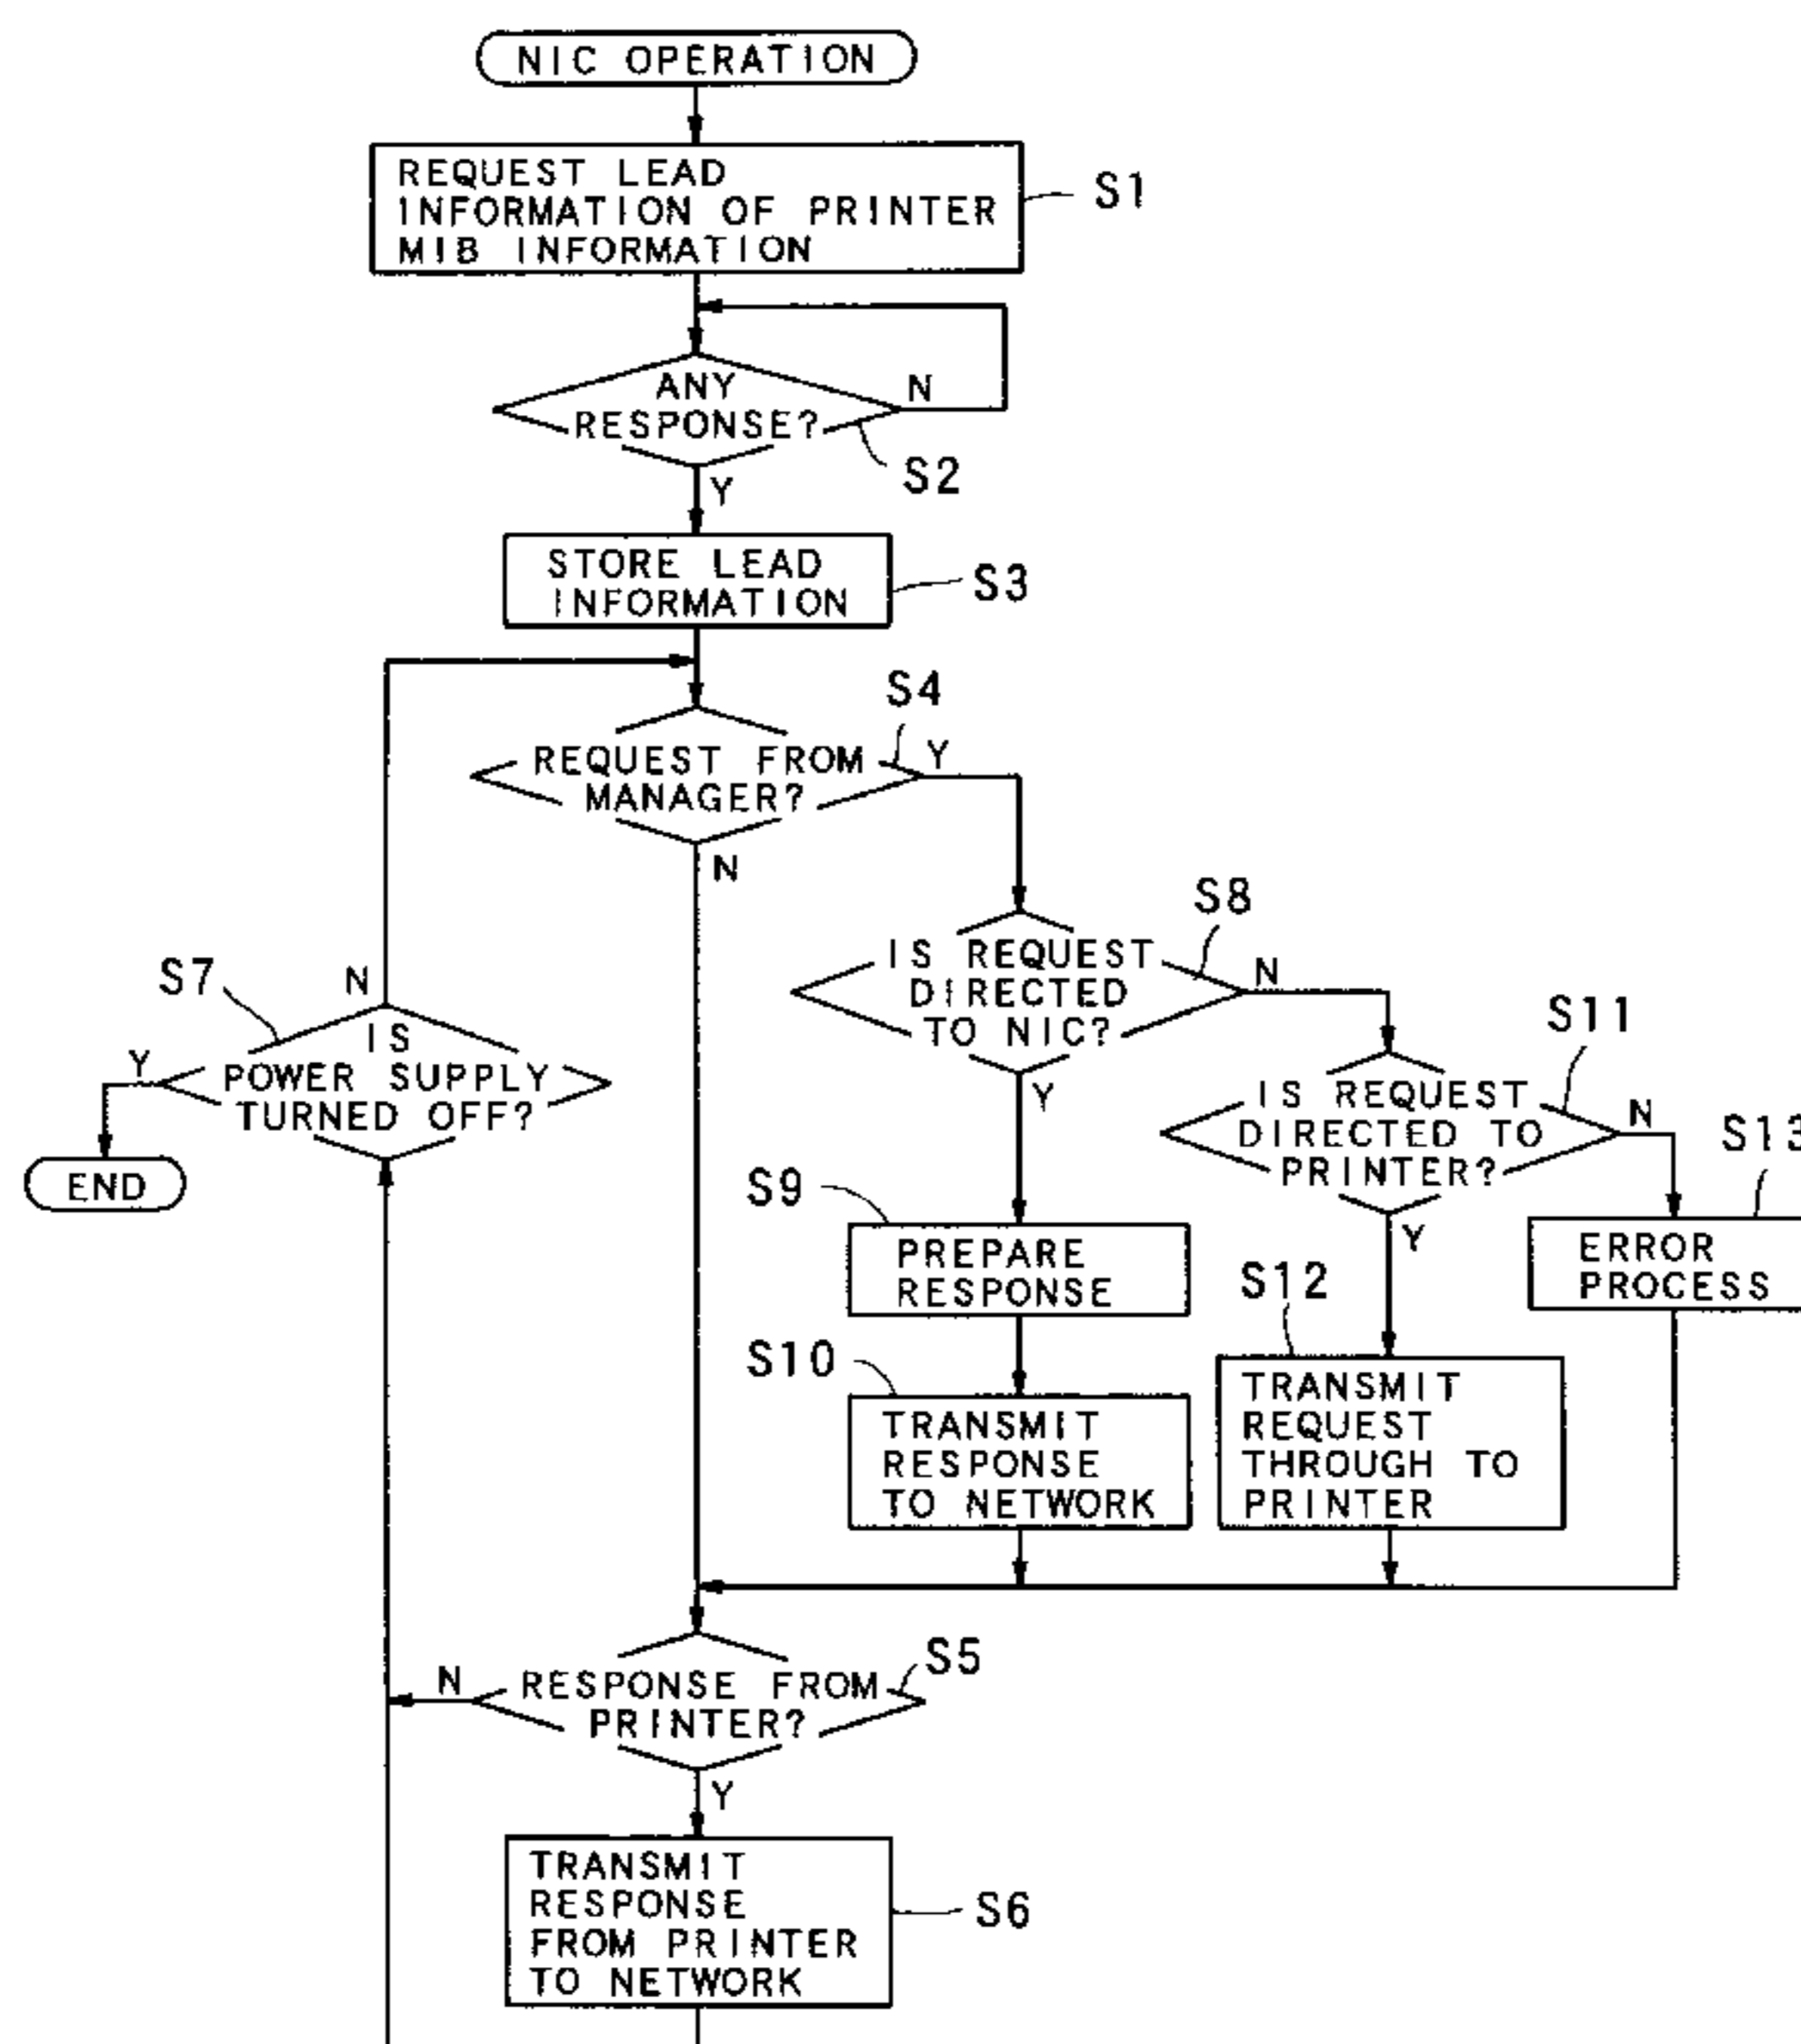 NIC OPERATION
REQUEST LEAD
INFORMATION OF PRINTER
MIB INFORMATION
S1
ANY
RESPONSE?
N
S2
Y
STORE LEAD
INFORMATION
S3
S4
REQUEST FROM
MANAGER?
Y
N
S8
IS REQUEST
DIRECTED
TO NIC?
N
Y
S7
N
IS
POWER SUPPLY
TURNED OFF?
Y
END
S11
IS REQUEST
DIRECTED TO
PRINTER?
N
Y
S13
ERROR
PROCESS
S9
PREPARE
RESPONSE
S12
TRANSMIT
REQUEST
THROUGH TO
PRINTER
S10
TRANSMIT
RESPONSE
TO NETWORK
S5
RESPONSE FROM
PRINTER?
N
Y
TRANSMIT
RESPONSE
FROM PRINTER
TO NETWORK
S6